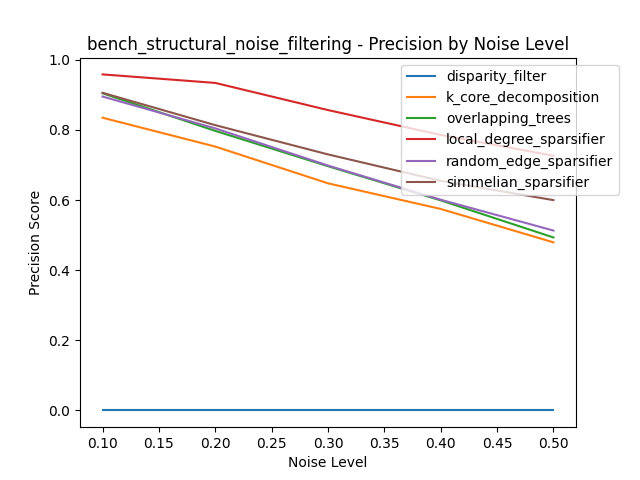 bench_structural_noise_filtering - Precision by Noise Level
disparity_filter
k_core_decomposition
overlapping_trees
local_degree_sparsifier
random_edge_sparsifier
simmelian_sparsifier
Precision Score
1.0
0.8
0.6
0.4
0.2
0.0
0.10 0.15 0.20 0.25 0.30 0.35 0.40 0.45 0.50
Noise Level